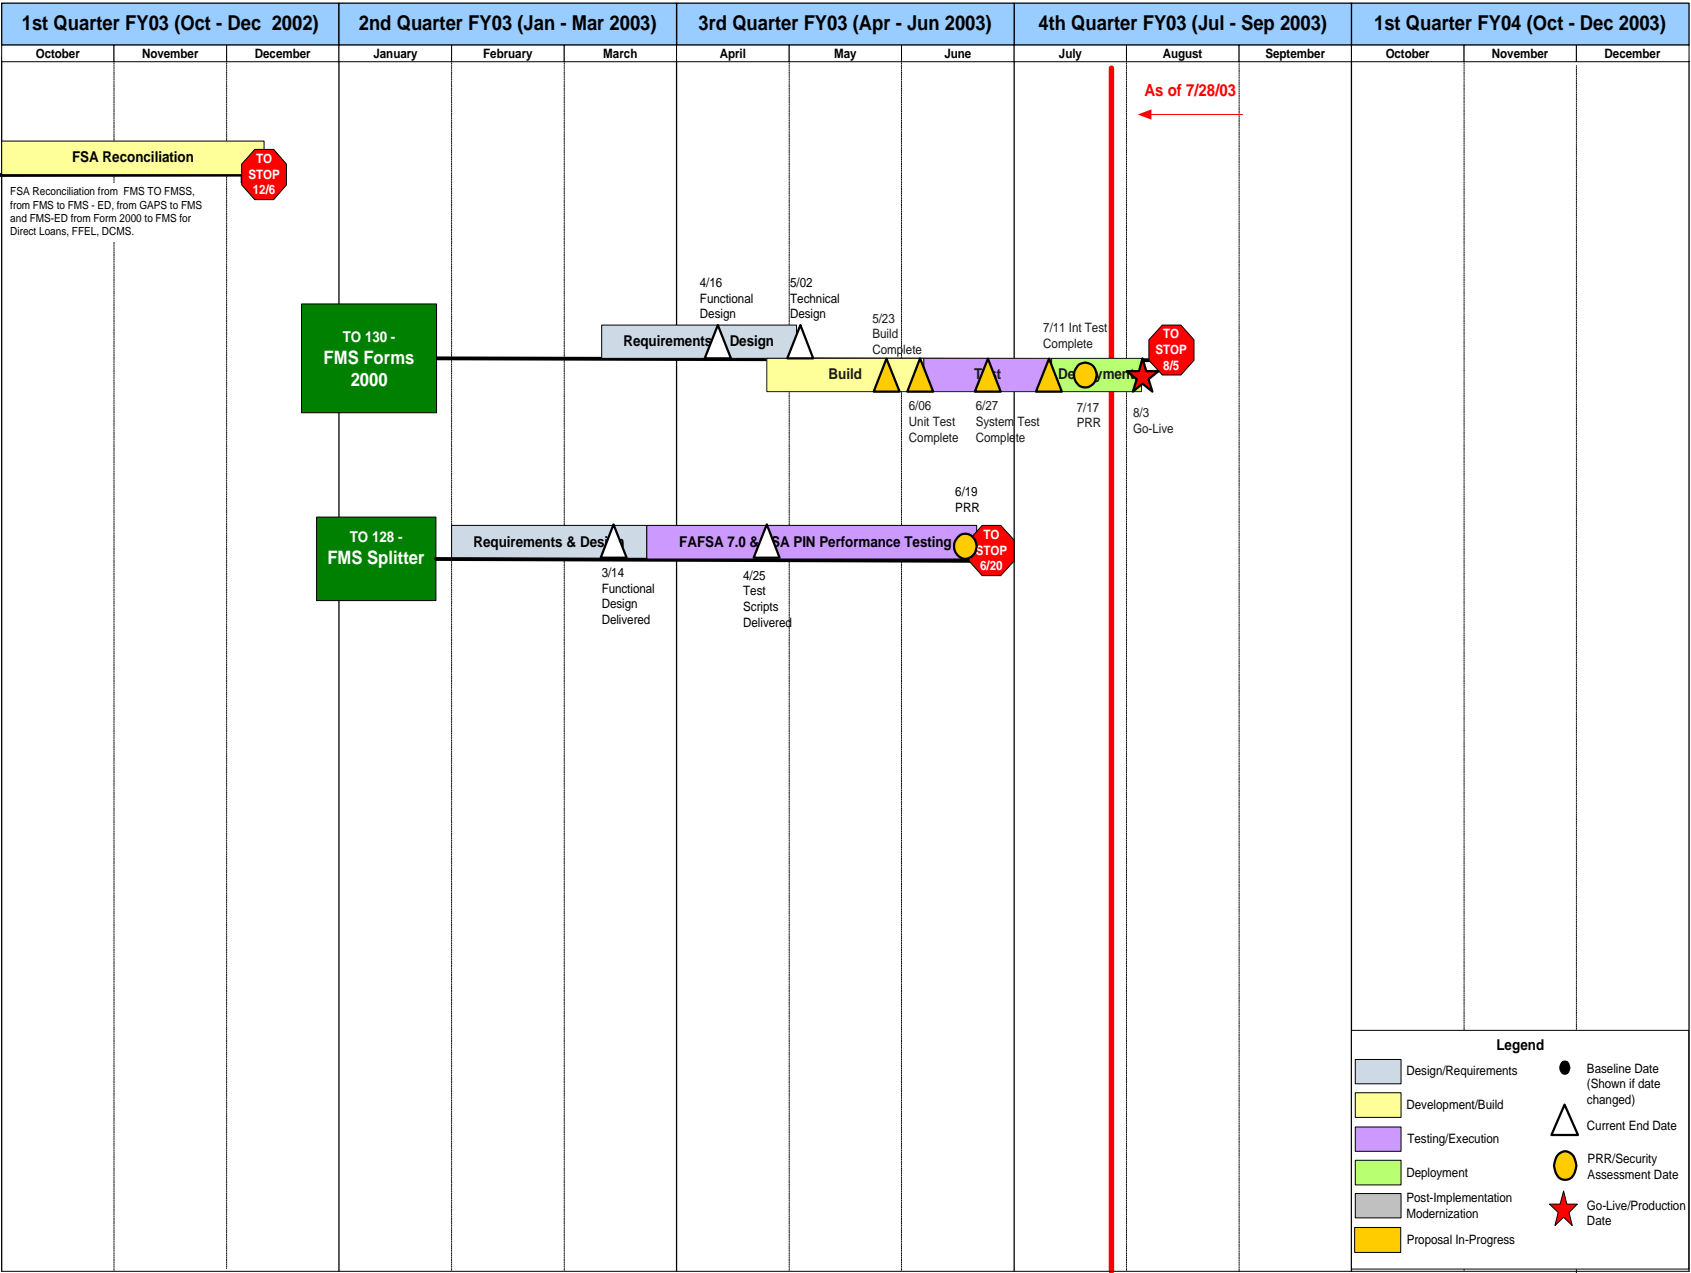 1st Quarter FY03 (Oct - Dec  2002)
2nd Quarter FY03 (Jan - Mar 2003)
3rd Quarter FY03 (Apr - Jun 2003)
4th Quarter FY03 (Jul - Sep 2003)
1st Quarter FY04 (Oct - Dec 2003)
October
November
December
January
February
March
April
May
June
July
August
September
October
November
December
As of 7/28/03
FSA Reconciliation
TO
STOP
12/6
FSA Reconciliation from  FMS TO FMSS,
from FMS to FMS - ED, from GAPS to FMS
and FMS-ED from Form 2000 to FMS for
Direct Loans, FFEL, DCMS.
TO 130 -
FMS Forms
2000
4/16
Functional
Design
5/02
Technical
Design
Requirements Design
5/23
Build
Complete
7/11 Int Test
Complete
TO
STOP
8/5
Build
Test
Deployment
6/06
Unit Test
Complete
6/27
System Test
Complete
7/17
PRR
8/3
Go-Live
TO 128 -
FMS Splitter
6/19
PRR
Requirements & Design
FAFSA 7.0 & FSA PIN Performance Testing
TO
STOP
6/20
3/14
Functional
Design
Delivered
4/25
Test
Scripts
Delivered
Legend
Design/Requirements
Development/Build
Testing/Execution
Deployment
Post-Implementation
Modernization
Proposal In-Progress
Baseline Date
(Shown if date
changed)
Current End Date
PRR/Security
Assessment Date
Go-Live/Production
Date